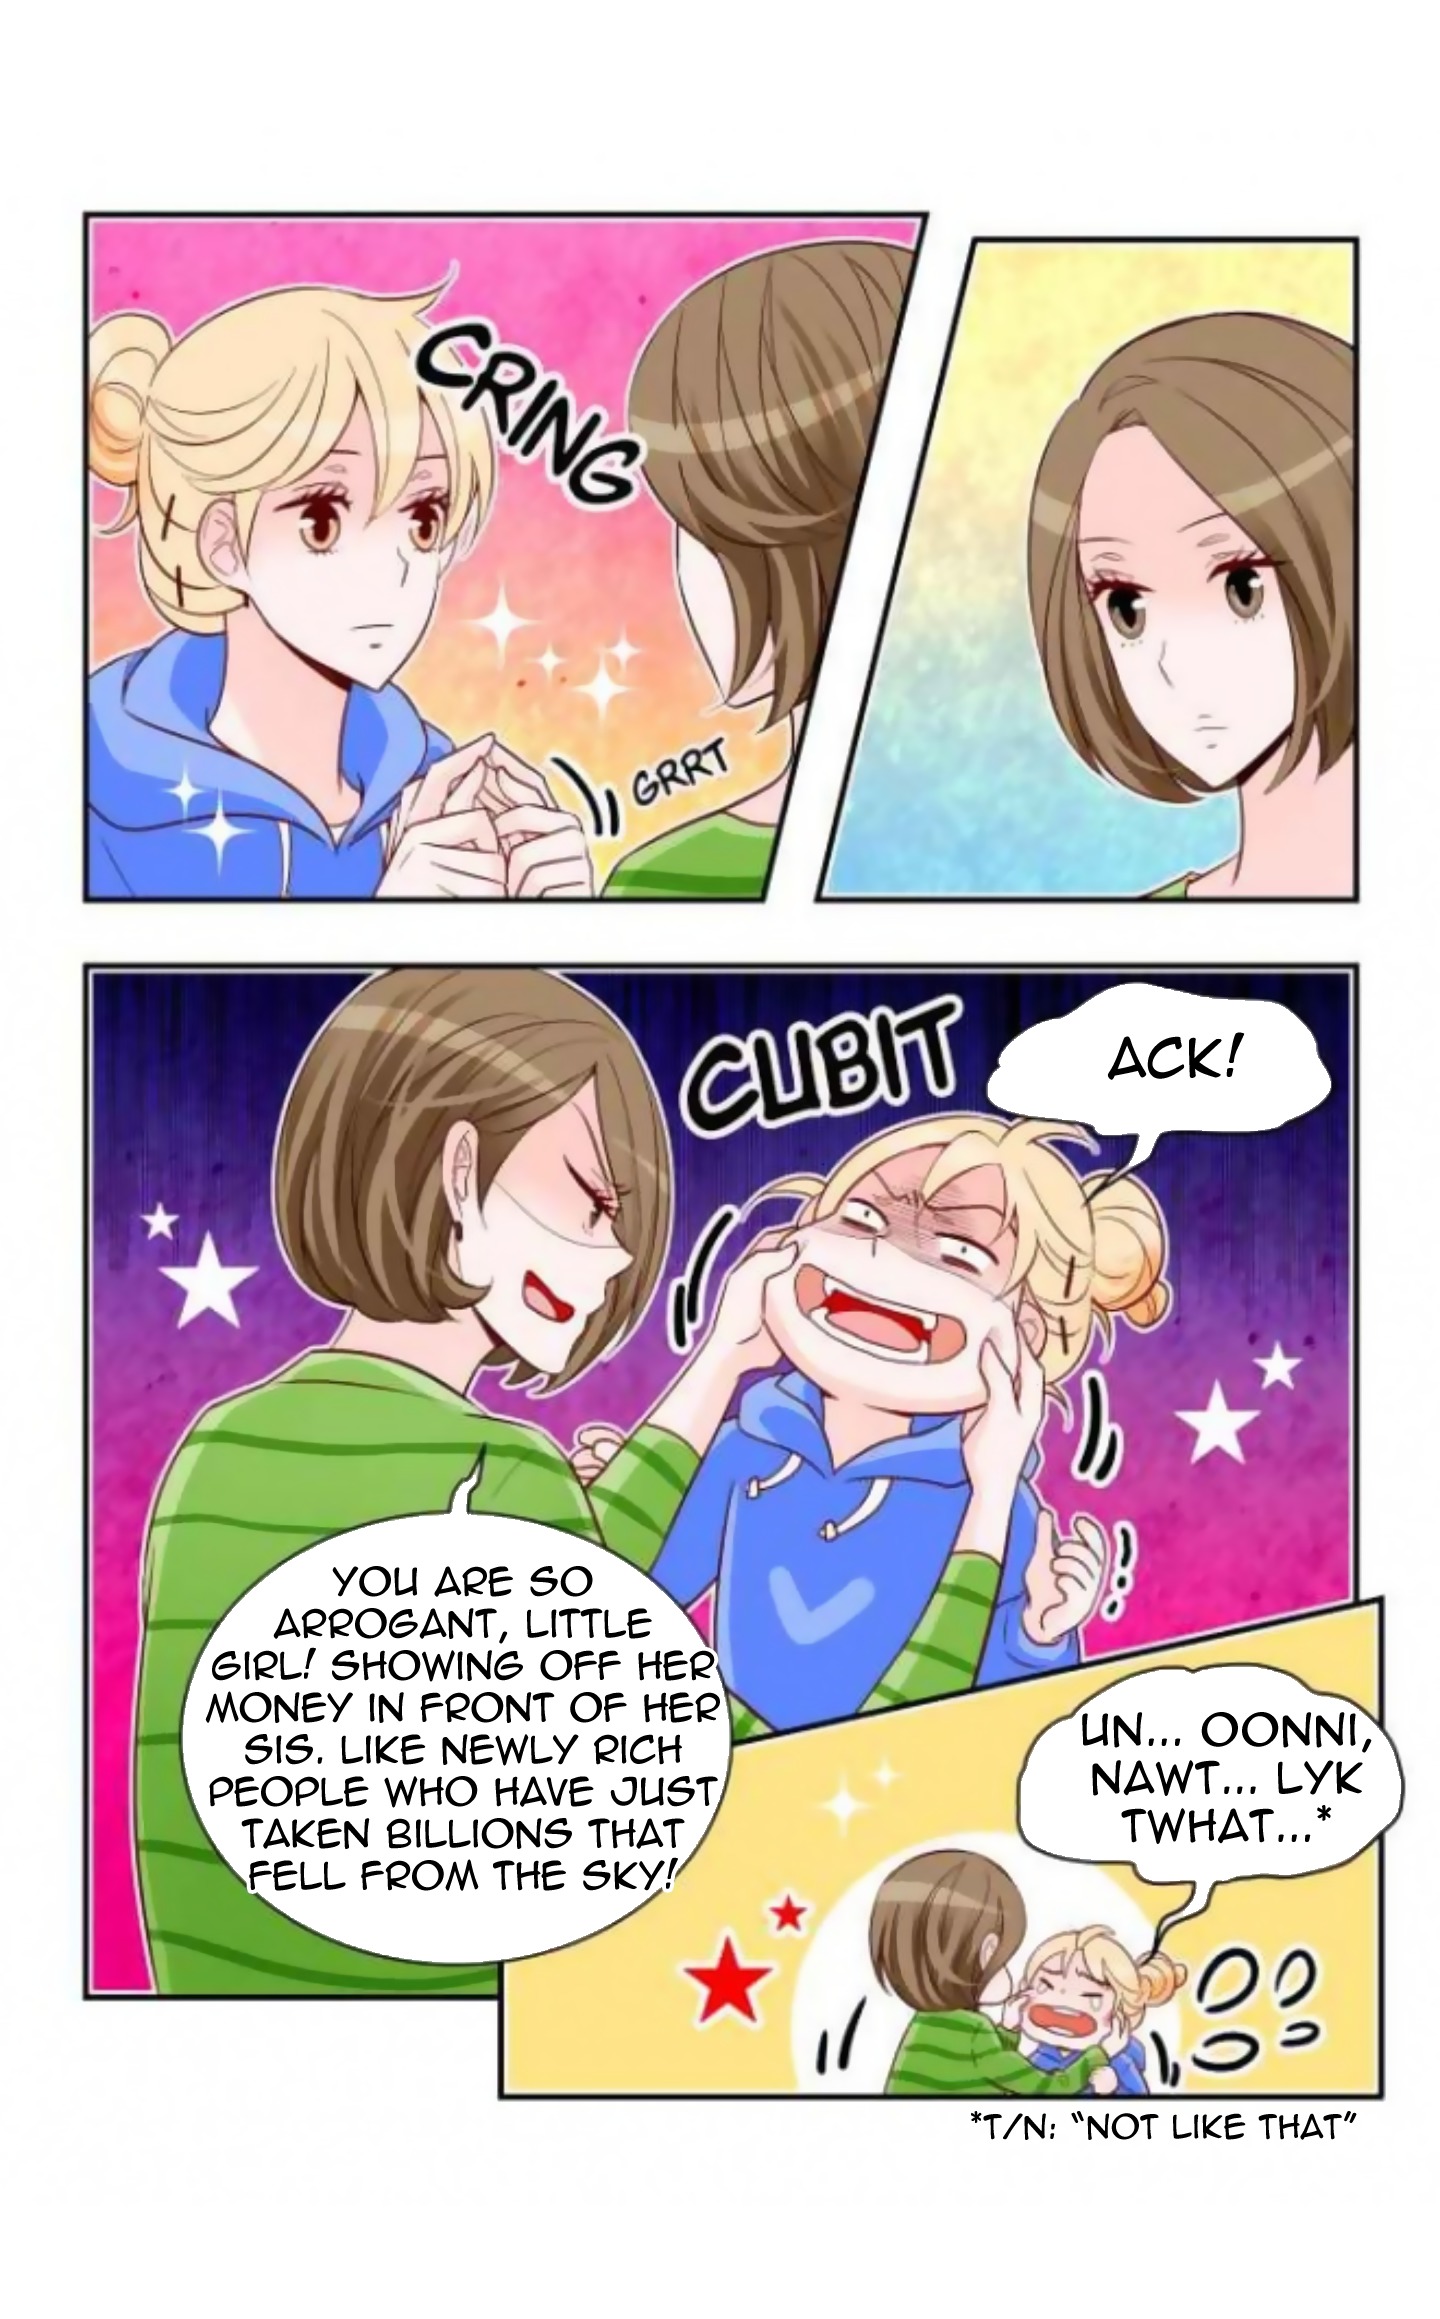 CRING
GRRT
CUBIT
ACK!
YOU ARE SO
ARROGANT, LITTLE
GIRL! SHOWING OFF HER
MONEY IN FRONT OF HER
SIS. LIKE NEWLY RICH
PEOPLE WHO HAVE JUST
TAKEN BILLIONS THAT
FELL FROM THE SKY!
UN... OONNI,
NAWT... LYK
TWHAT...*
*T/N: "NOT LIKE THAT"